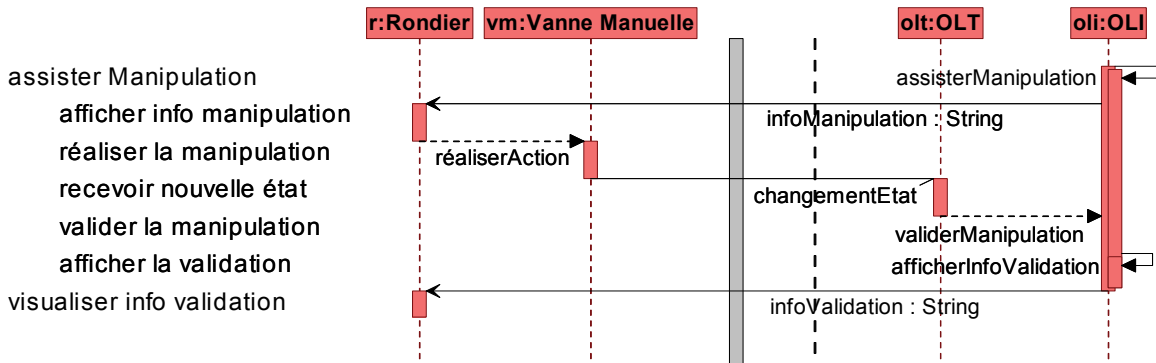 r:Rondier vm:Vanne Manuelle olt:OLT oli:OLI
assister Manipulation assisterManipulation
afficher info manipulation infoManipulation : String
réaliser la manipulation réaliserAction
recevoir nouvelle état changementEtat
valider la manipulation validerManipulation
afficher la validation afficherInfoValidation
visualiser info validation infoValidation : String